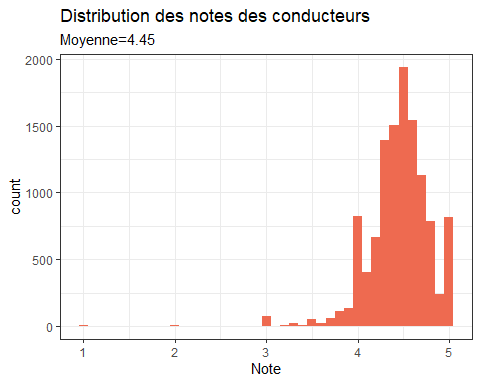 Distribution des notes des conducteurs
Moyenne=4.45
2000
1500
1000
500
0
count
1 2 3 4 5
Note